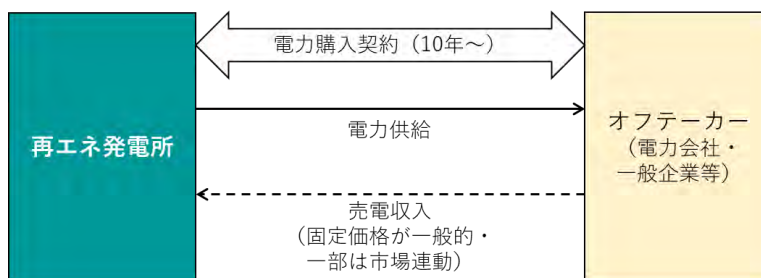 電力購入契約（10年～）
再エネ発電所
電力供給
オフテーカー
（電力会社・
一般企業等）
売電収入
（固定価格が一般的・
一部は市場連動）